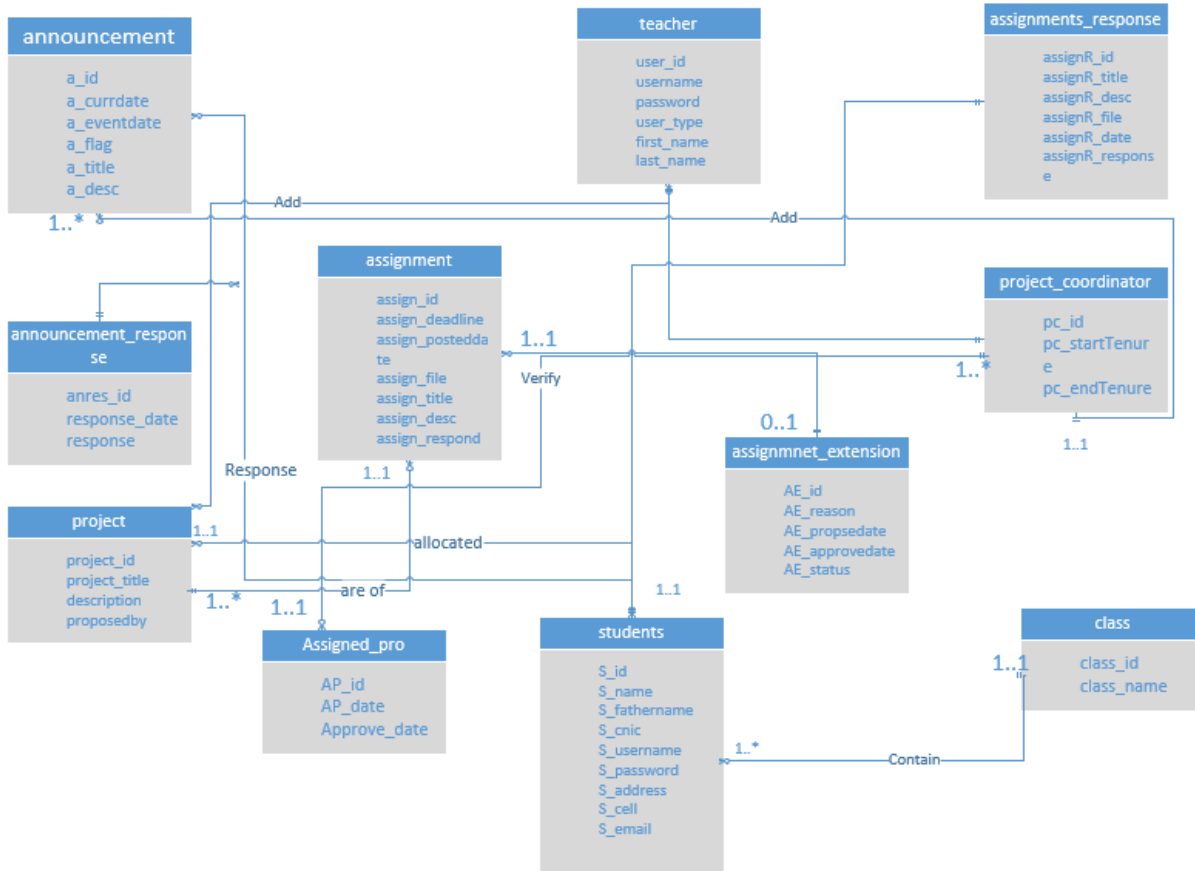 announcement
a_id
a_currdate
a_eventdate
a_flag
a_title
a_desc
1..*
teacher
user_id
username
password
user_type
first_name
last_name
assignments_response
assignR_id
assignR_title
assignR_desc
assignR_file
assignR_date
assignR_respons
e
Add
Add
announcement_respon
se
anres_id
response_date
response
assignment
assign_id
assign_deadline
assign_postedda
te
assign_file
assign_title
assign_desc
assign_respond
1..1
1..1
Verify
project_coordinator
pc_id
pc_startTenur
e
pc_endTenure
1..*
1..1
0..1
assignmnet_extension
AE_id
AE_reason
AE_propsedate
AE_approvedate
AE_status
Response
project
project_id
project_title
description
proposedby
1..1
allocated
1..*
are of
1..1
Assigned_pro
AP_id
AP_date
Approve_date
1..1
students
S_id
S_name
S_fathername
S_cnic
S_username
S_password
S_address
S_cell
S_email
1..*
Contain
class
class_id
class_name
1..1